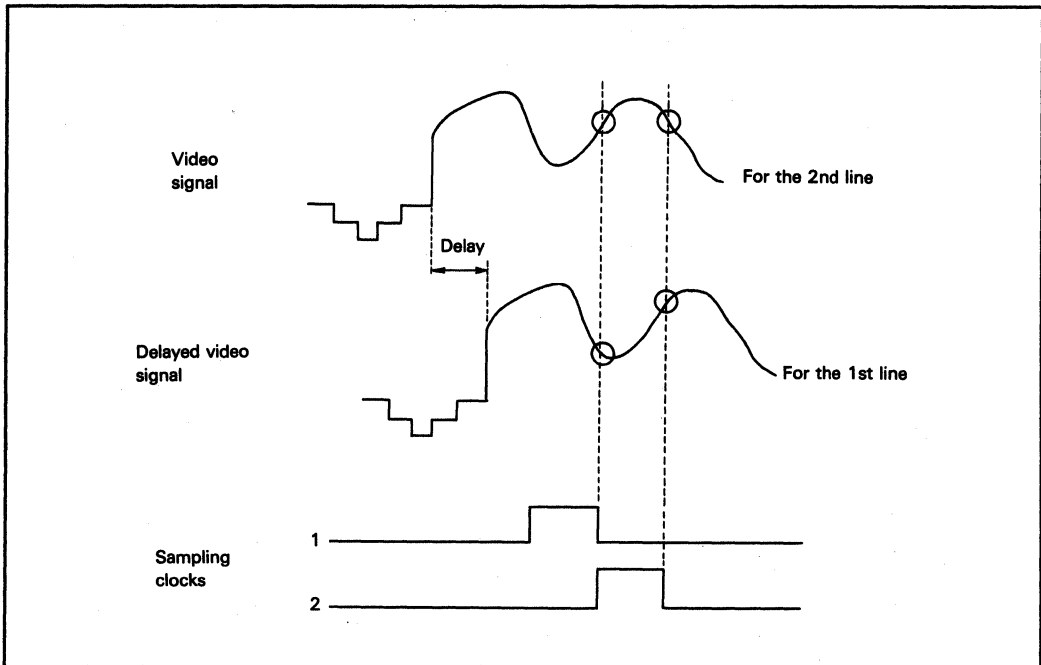 Video
signal
For the 2nd line
Delay
Delayed video
signal
For the 1st line
Sampling
clocks
1
2